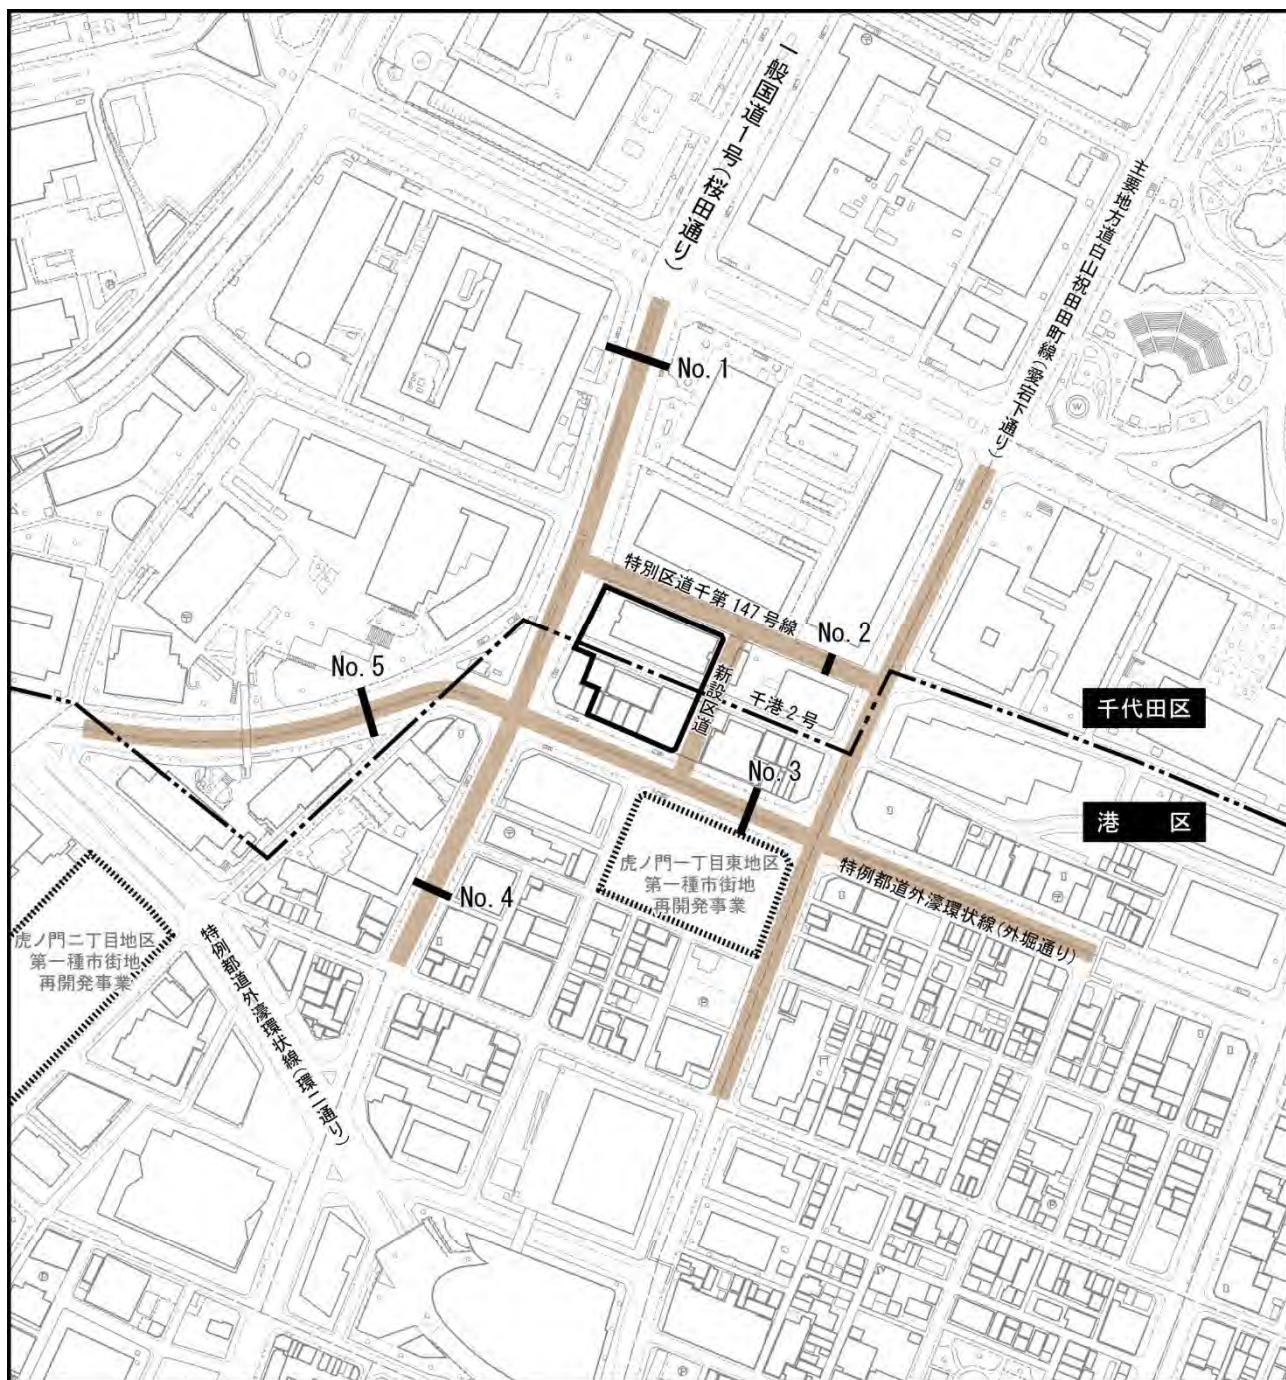 一般国道1号(桜田通り)
主要地方道白山祝田田町線(愛宕下通り)
No.1
特別区道千第147号線
No.2
No.5
新設区道
千港2号
千代田区
No.3
港　区
虎ノ門一丁目東地区
第一種市街地
再開発事業
No.4
特例都道外濠環状線(外堀通り)
虎ノ門二丁目地区
第一種市街地
再開発事業
特例都道外濠環状線(環二通り)